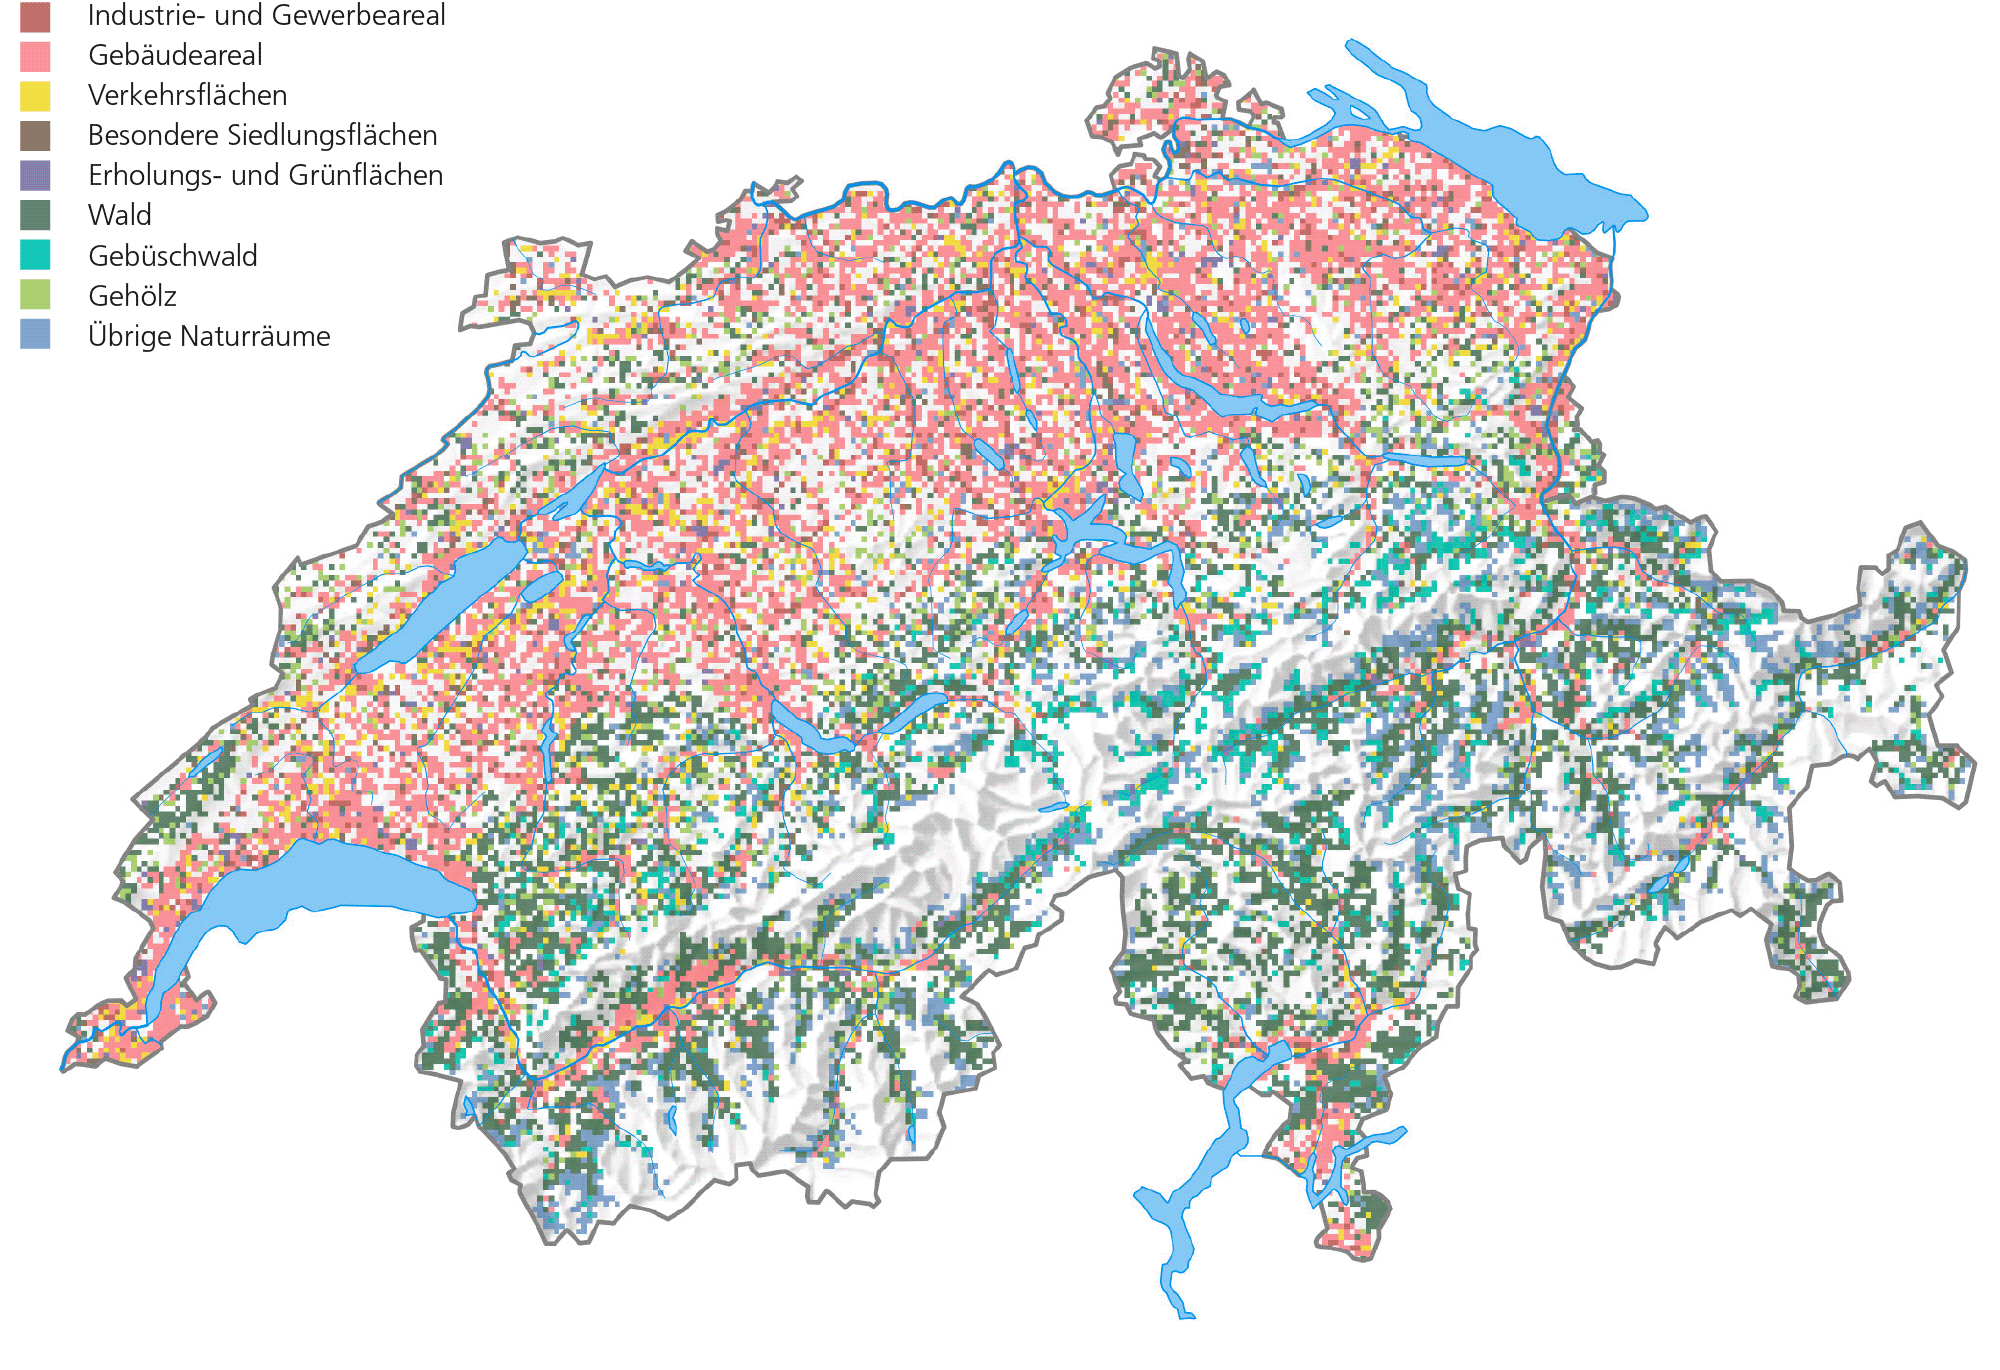 Industrie- und Gewerbeareal
Gebäudeareal
Verkehrsflächen
Besondere Siedlungsflächen
Erholungs- und Grünflächen
Wald
Gebüschwald
Gehölz
Übrige Naturräume